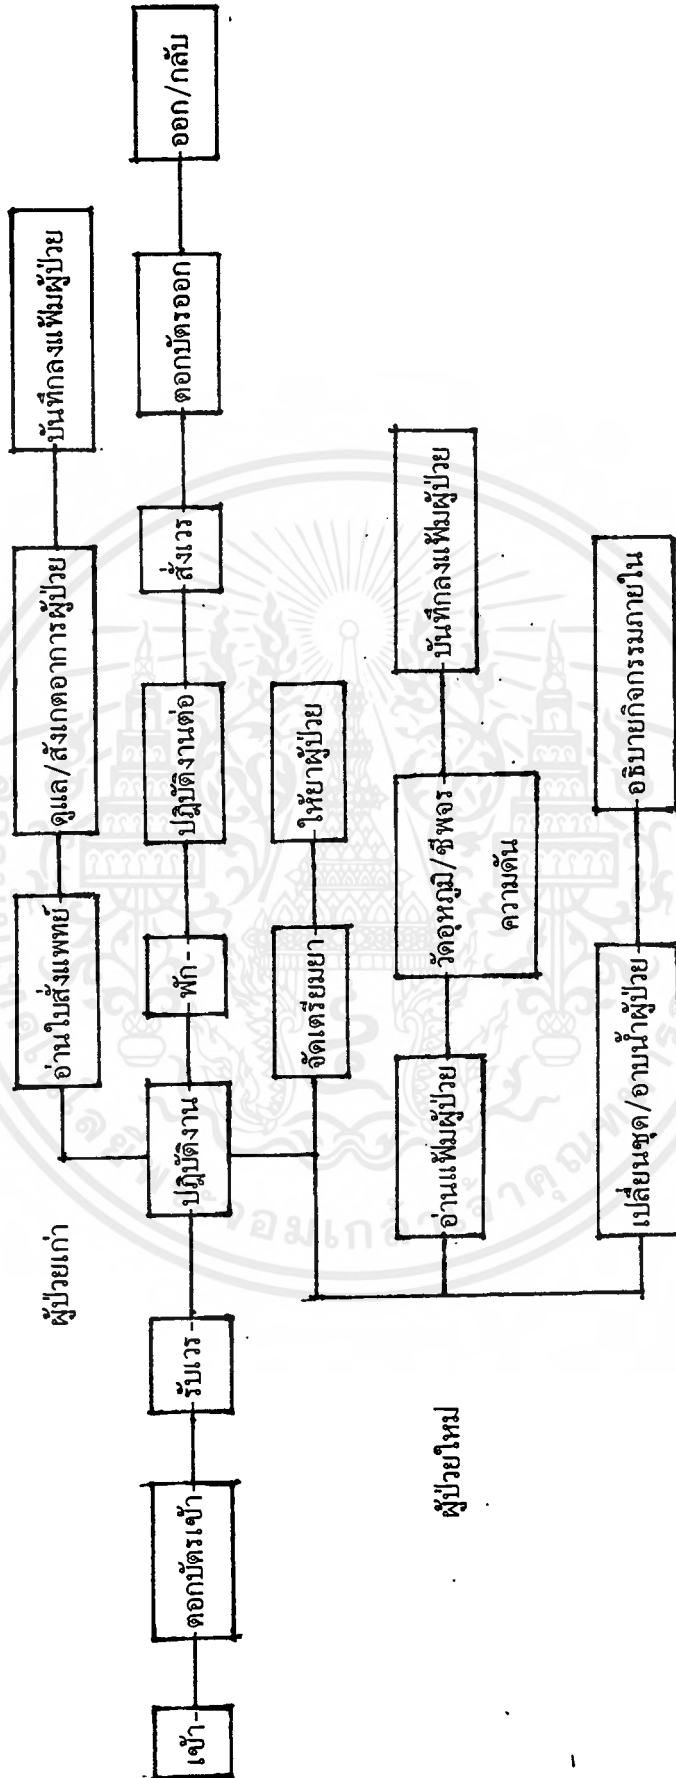 ผู้ป่วยเก่า
อ่านใบสั่งแพทย์
ดูแล/สังเกตอาการผู้ป่วย
บันทึกลงแฟ้มผู้ป่วย
เข้า
ตอกบัตรเข้า
รับเวร
ปฏิบัติงาน
พัก
ปฏิบัติงานต่อ
สั่งเวร
ตอกบัตรออก
ออก/กลับ
จัดเตรียมยา
ให้ยาผู้ป่วย
ผู้ป่วยใหม่
อ่านแฟ้มผู้ป่วย
วัดอุหภูมิ/ชีพจร
ความดัน
บันทึกลงแฟ้มผู้ป่วย
เปลี่ยนชุด/อาบน้ำผู้ป่วย
อธิบายกิจกรรมภายใน